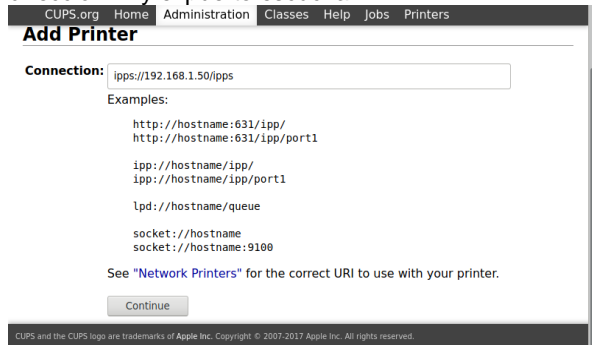 CUPS.org Home Administration Classes Help Jobs Printers
Add Printer
Connection: ipps://192.168.1.50/ipps
Examples:
http://hostname:631/ipp/
http://hostname:631/ipp/port1
ipp://hostname/ipp/
ipp://hostname/ipp/port1
lpd://hostname/queue
socket://hostname
socket://hostname:9100
See "Network Printers" for the correct URI to use with your printer.
Continue
CUPS and the CUPS logo are trademarks of Apple Inc. Copyright © 2007-2017 Apple Inc. All rights reserved.